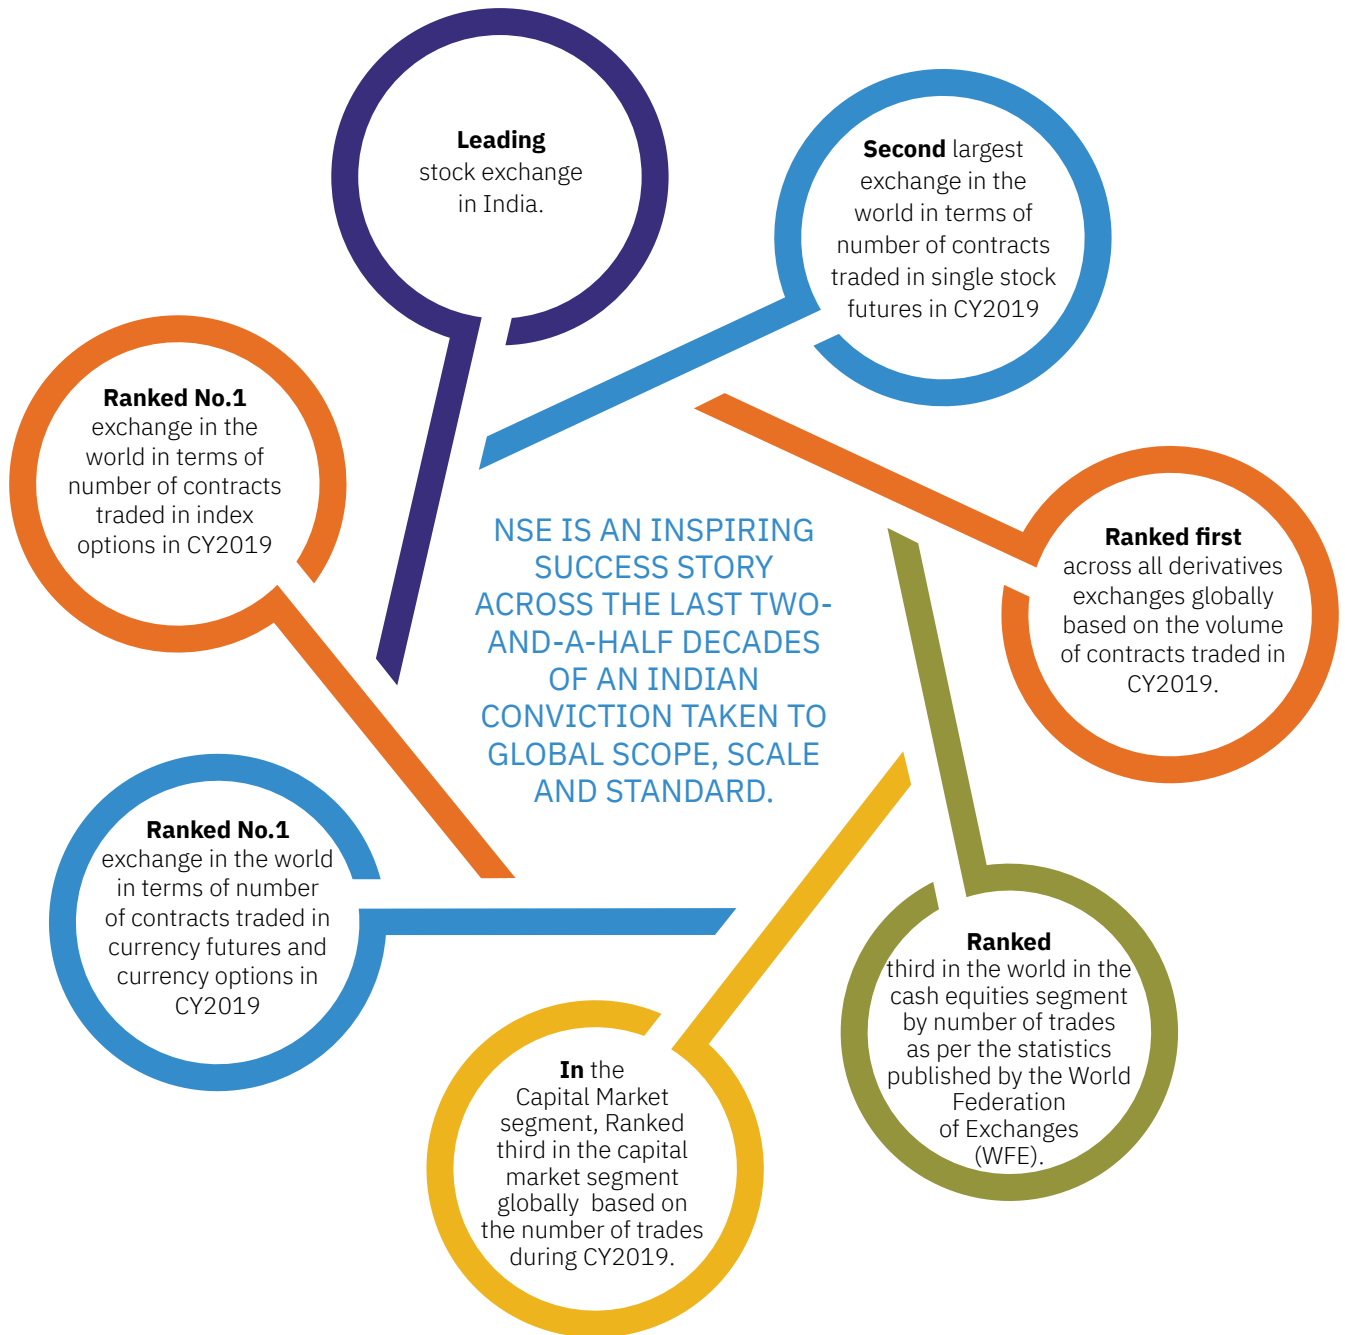 Leading
stock exchange
in India.
Second largest
exchange in the
world in terms of
number of contracts
traded in single stock
futures in CY2019
Ranked No.1
exchange in the
world in terms of
number of contracts
traded in index
options in CY2019
Ranked first
across all derivatives
exchanges globally
based on the volume
of contracts traded in
CY2019.
NSE IS AN INSPIRING
SUCCESS STORY
ACROSS THE LAST TWO-
AND-A-HALF DECADES
OF AN INDIAN
CONVICTION TAKEN TO
GLOBAL SCOPE, SCALE
AND STANDARD.
Ranked No.1
exchange in the world
in terms of number
of contracts traded in
currency futures and
currency options in
CY2019
Ranked
third in the world in the
cash equities segment
by number of trades
as per the statistics
published by the World
Federation
of Exchanges
(WFE).
In the
Capital Market
segment, Ranked
third in the capital
market segment
globally  based on
the number of trades
during CY2019.